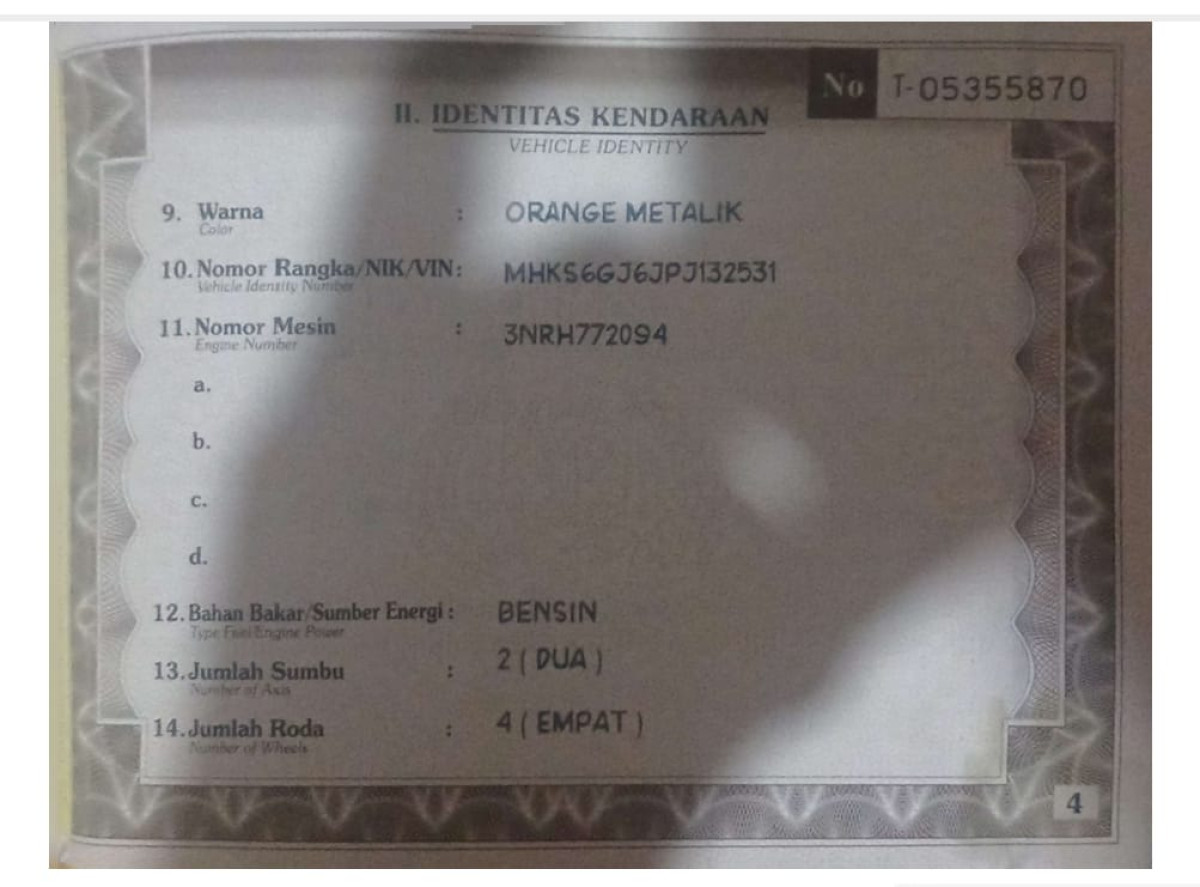 No T-05355870
II. IDENTITAS KENDARAAN
VEHICLE IDENTITY
9. Warna : ORANGE METALIK
Color
10. Nomor Rangka/NIK/VIN: MHKS6GJ6JPJ132531
Vehicle Identity Number
11. Nomor Mesin : 3NRH772094
Engine Number
a.
b.
c.
d.
12. Bahan Bakar/Sumber Energi : BENSIN
Type Fuel/Engine Power
13. Jumlah Sumbu : 2 ( DUA )
Number of Axis
14. Jumlah Roda : 4 ( EMPAT )
Number of Wheels
4